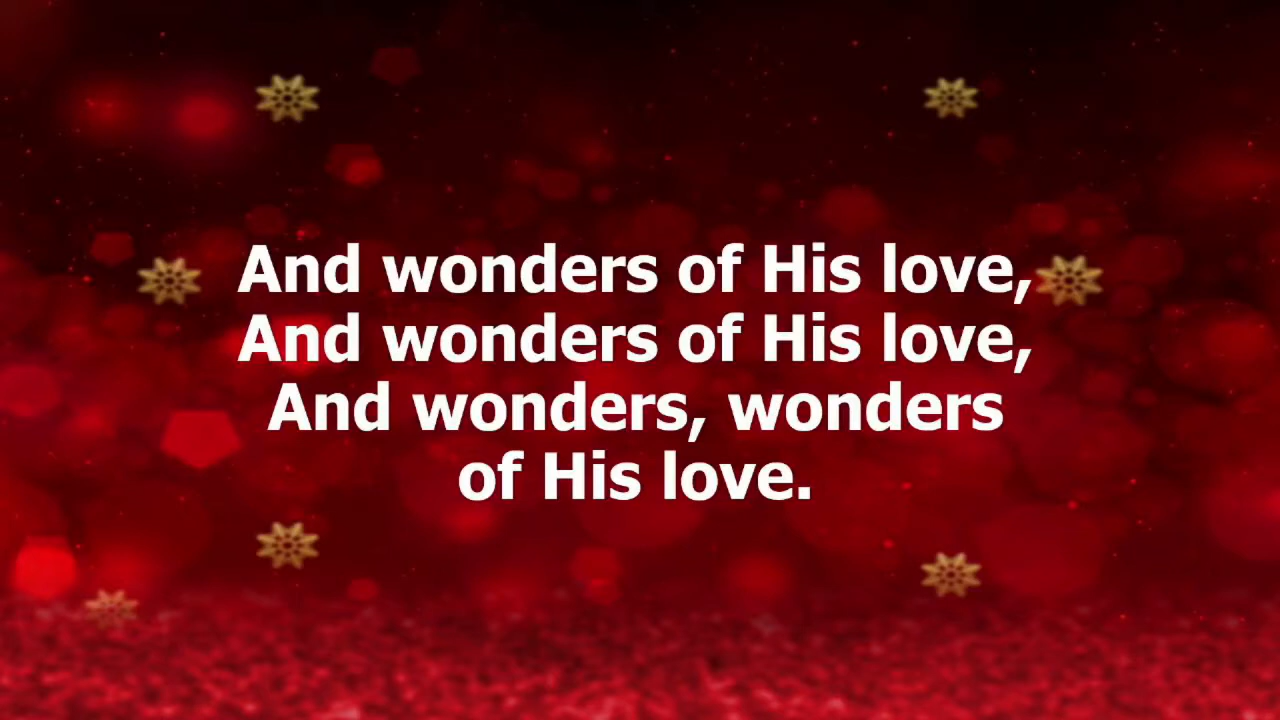 And wonders of His love,
And wonders of His love,
And wonders, wonders
of His love.